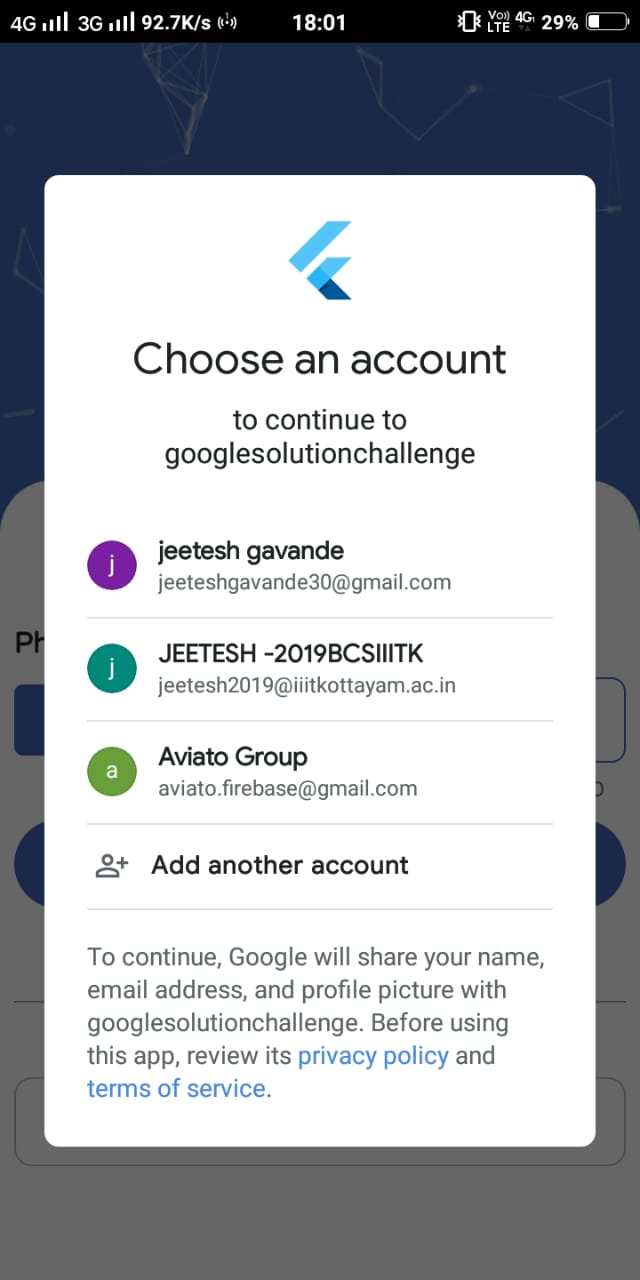 4G 3G 92.7K/s 18:01 VoLTE 4G 29%
Choose an account
to continue to
googlesolutionchallenge
j jeetesh gavande
jeeteshgavande30@gmail.com
Ph
j JEETESH -2019BCSIIITK
jeetesh2019@iiitkottayam.ac.in
a Aviato Group
aviato.firebase@gmail.com
Add another account
To continue, Google will share your name,
email address, and profile picture with
googlesolutionchallenge. Before using
this app, review its privacy policy and
terms of service.